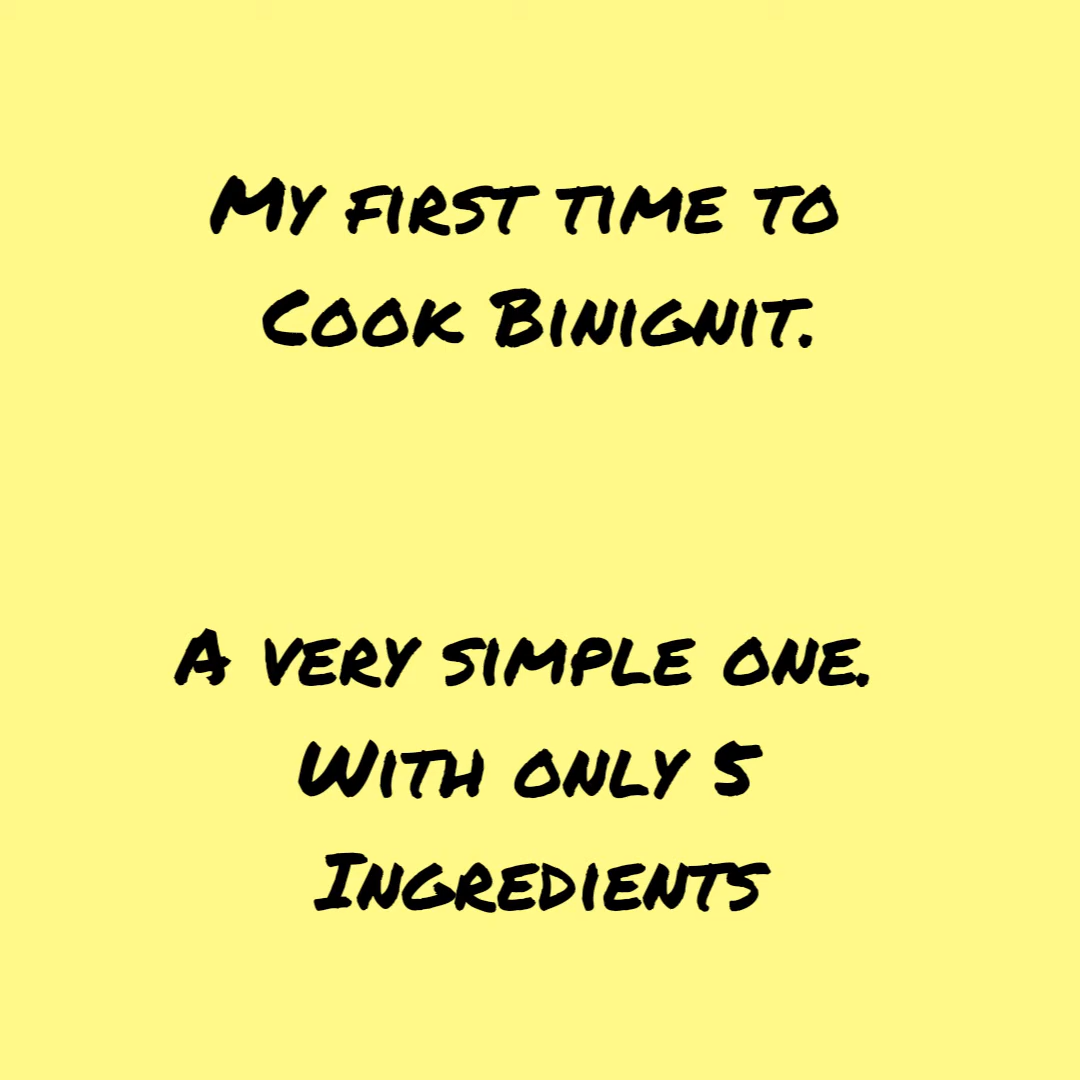 My first time to
Cook Binignit.
A very simple one.
With only 5
Ingredients